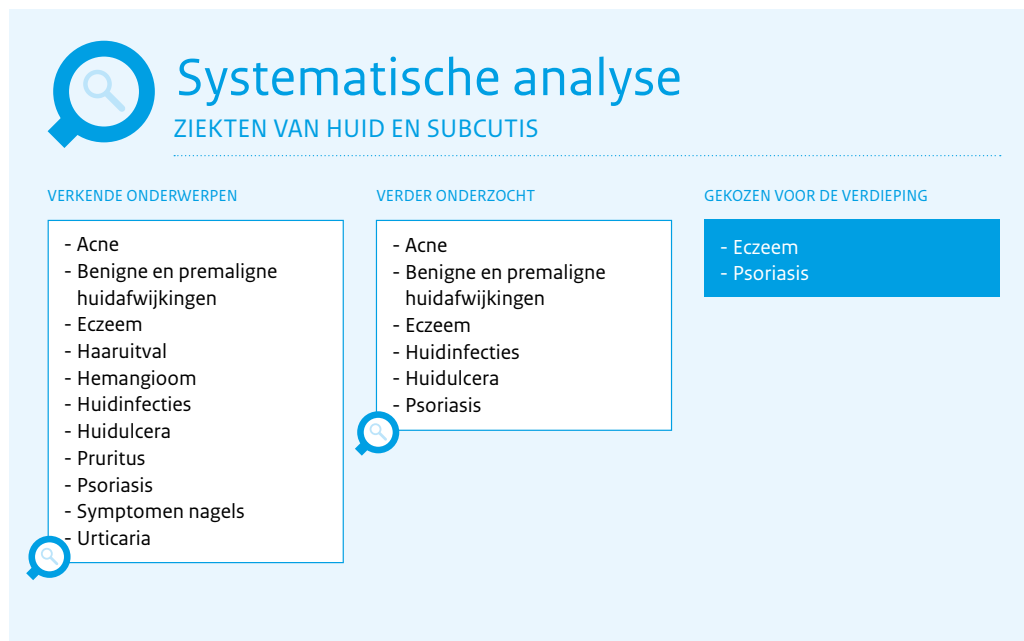 Systematische analyse
ZIEKTEN VAN HUID EN SUBCUTIS
VERKENDE ONDERWERPEN
- Acne
- Benigne en premaligne
huidafwijkingen
- Eczeem
- Haaruitval
- Hemangioom
- Huidinfecties
- Huidulcera
- Pruritus
- Psoriasis
- Symptomen nagels
- Urticaria
VERDER ONDERZOCHT
- Acne
- Benigne en premaligne
huidafwijkingen
- Eczeem
- Huidinfecties
- Huidulcera
- Psoriasis
GEKOZEN VOOR DE VERDIEPING
- Eczeem
- Psoriasis